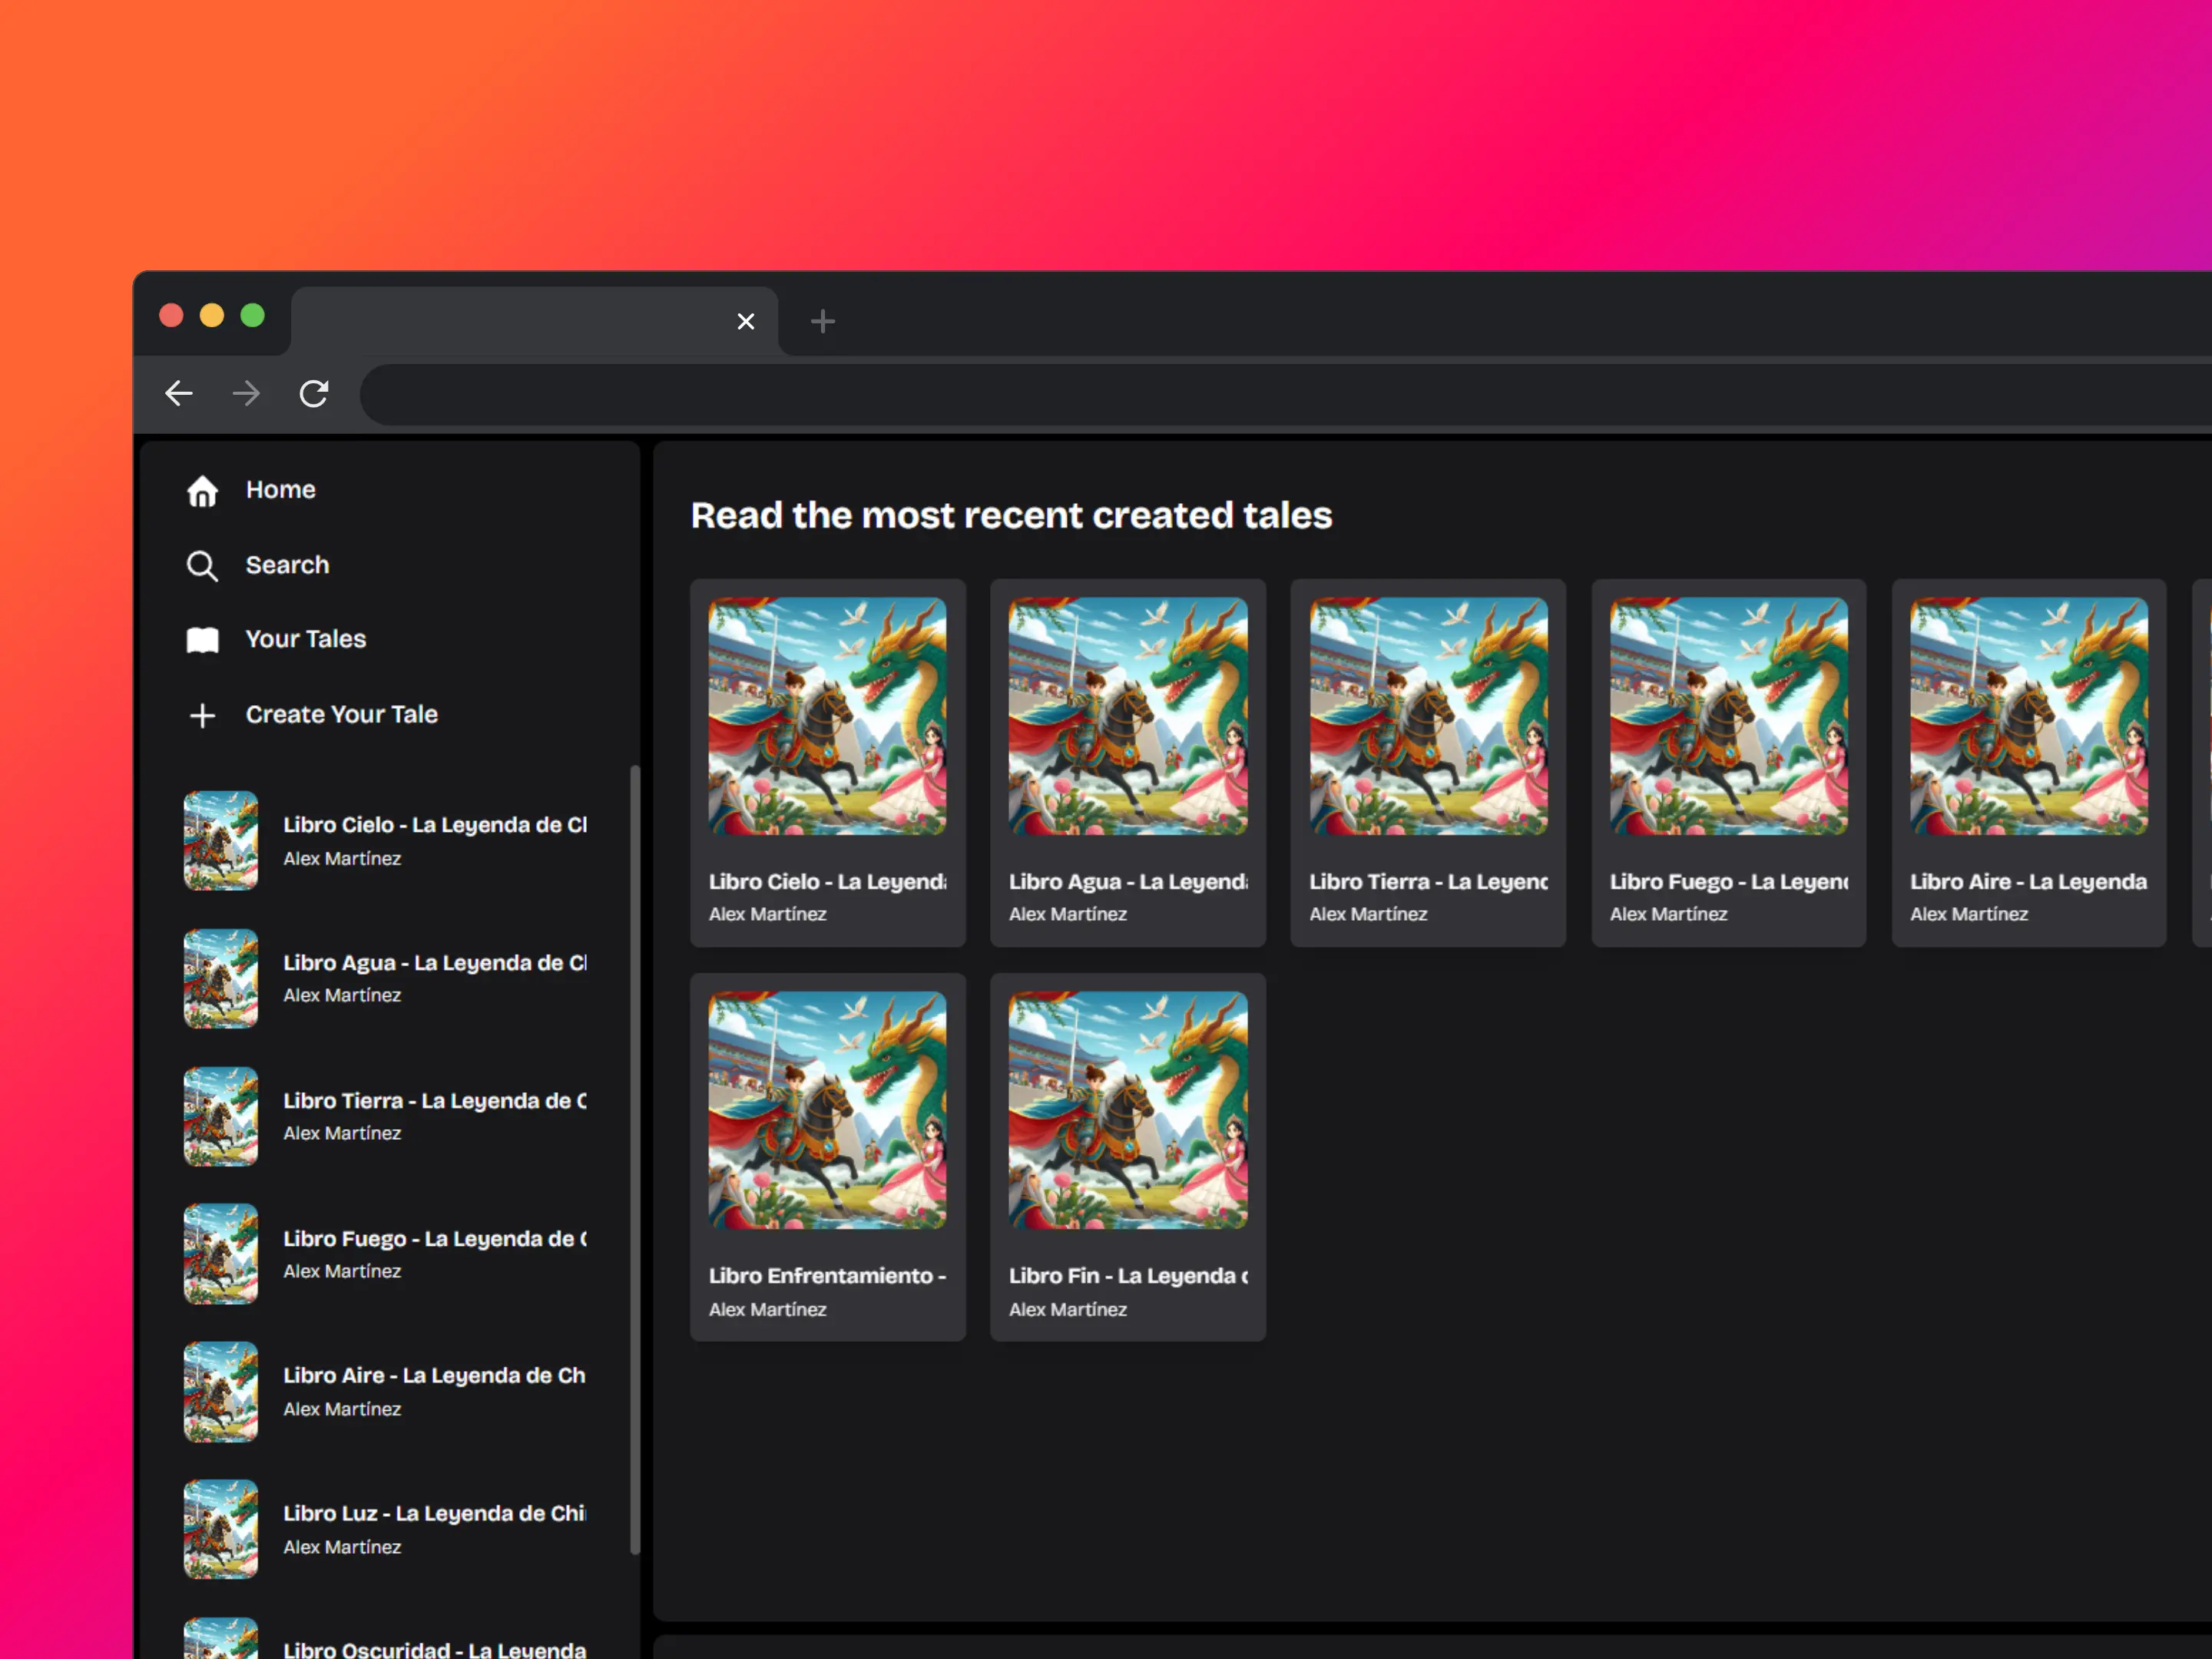 Home
Search
Your Tales
Create Your Tale
Libro Cielo - La Leyenda de
Alex Martínez
Libro Agua - La Leyenda de
Alex Martínez
Libro Tierra - La Leyenda de
Alex Martínez
Libro Fuego - La Leyenda de
Alex Martínez
Libro Aire - La Leyenda de Ch
Alex Martínez
Libro Luz - La Leyenda de Chi
Alex Martínez
Libro Oscuridad - La Leyenda
Read the most recent created tales
Libro Cielo - La Leyenda
Alex Martínez
Libro Agua - La Leyenda
Alex Martínez
Libro Tierra - La Leyen
Alex Martínez
Libro Fuego - La Leyen
Alex Martínez
Libro Aire - La Leyenda
Alex Martínez
Libro Enfrentamiento -
Alex Martínez
Libro Fin - La Leyenda
Alex Martínez